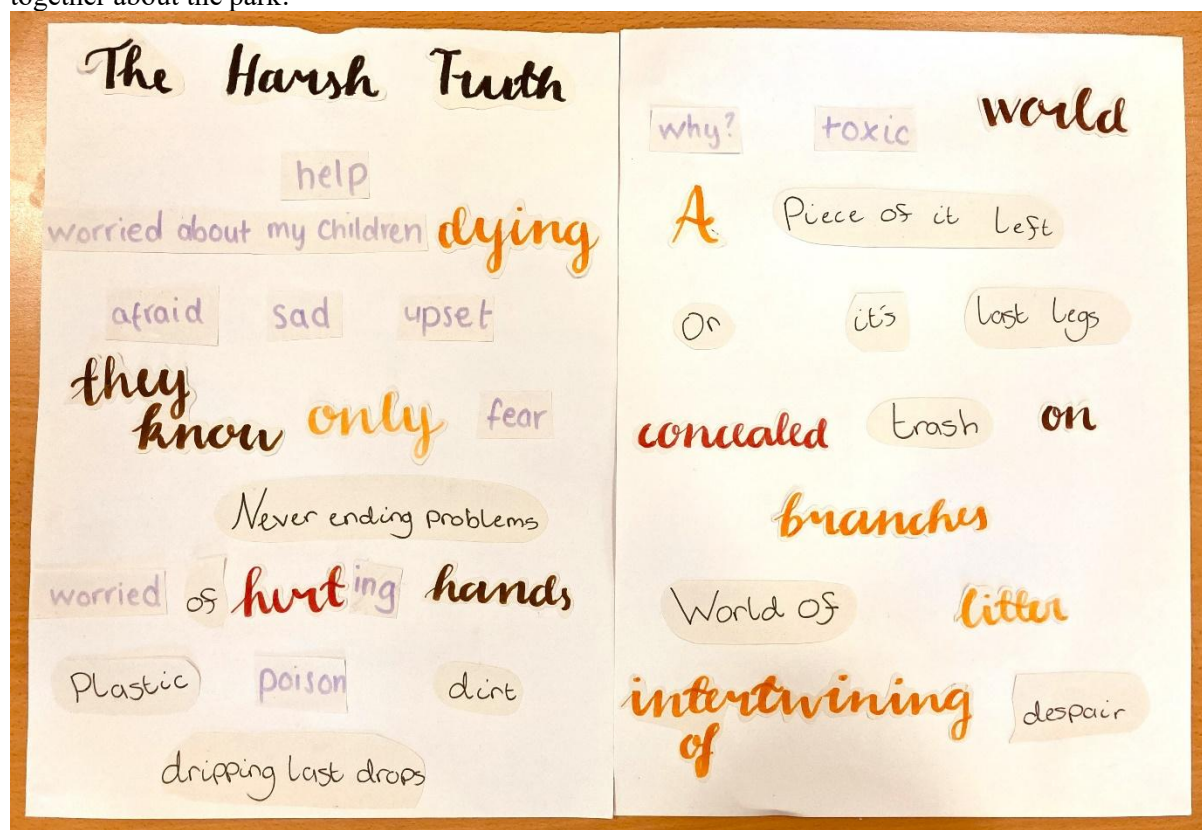 together about the park.
The Harsh Truth
help
worried about my children dying
afraid sad upset
they
know only fear
Never ending problems
worried of hurting hands
Plastic poison dirt
dripping last drops
why? toxic world
A Piece of it Left
On it's last legs
concealed trash on
branches
World of litter
intertwining
of despair